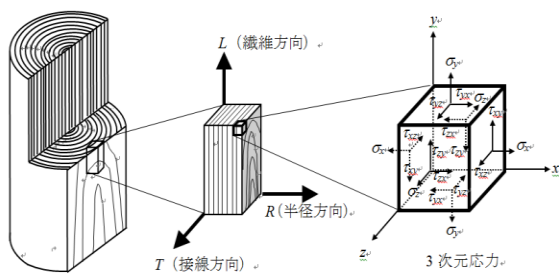 L（繊維方向）
R（半径方向）
T（接線方向）
y
σy
τyx
τyz
σz
τzx
τxy
τxz
τzy
σx
σx
τxz
τxy
τzy
τzx
τzx
σz
τyx
τyz
σy
x
z
3 次元応力